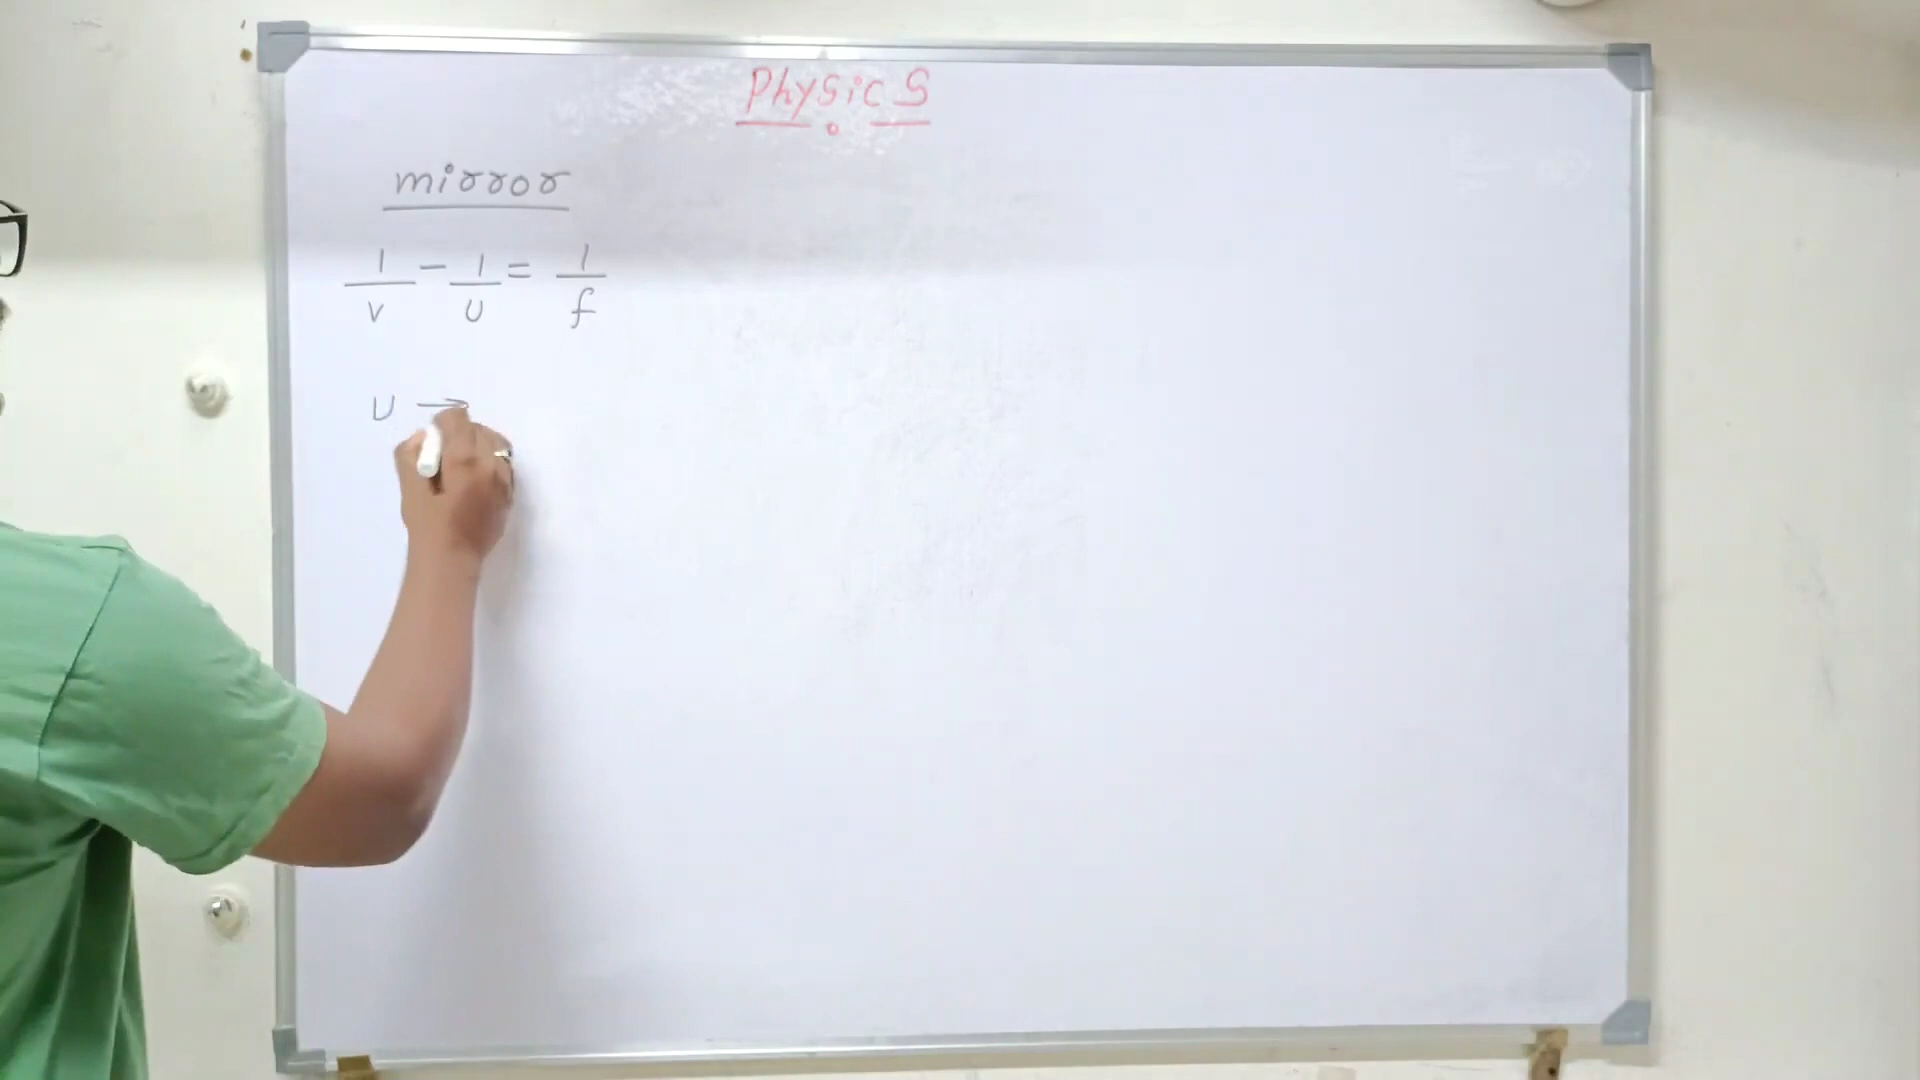 Physics
mirror
1/v - 1/u = 1/f
u →